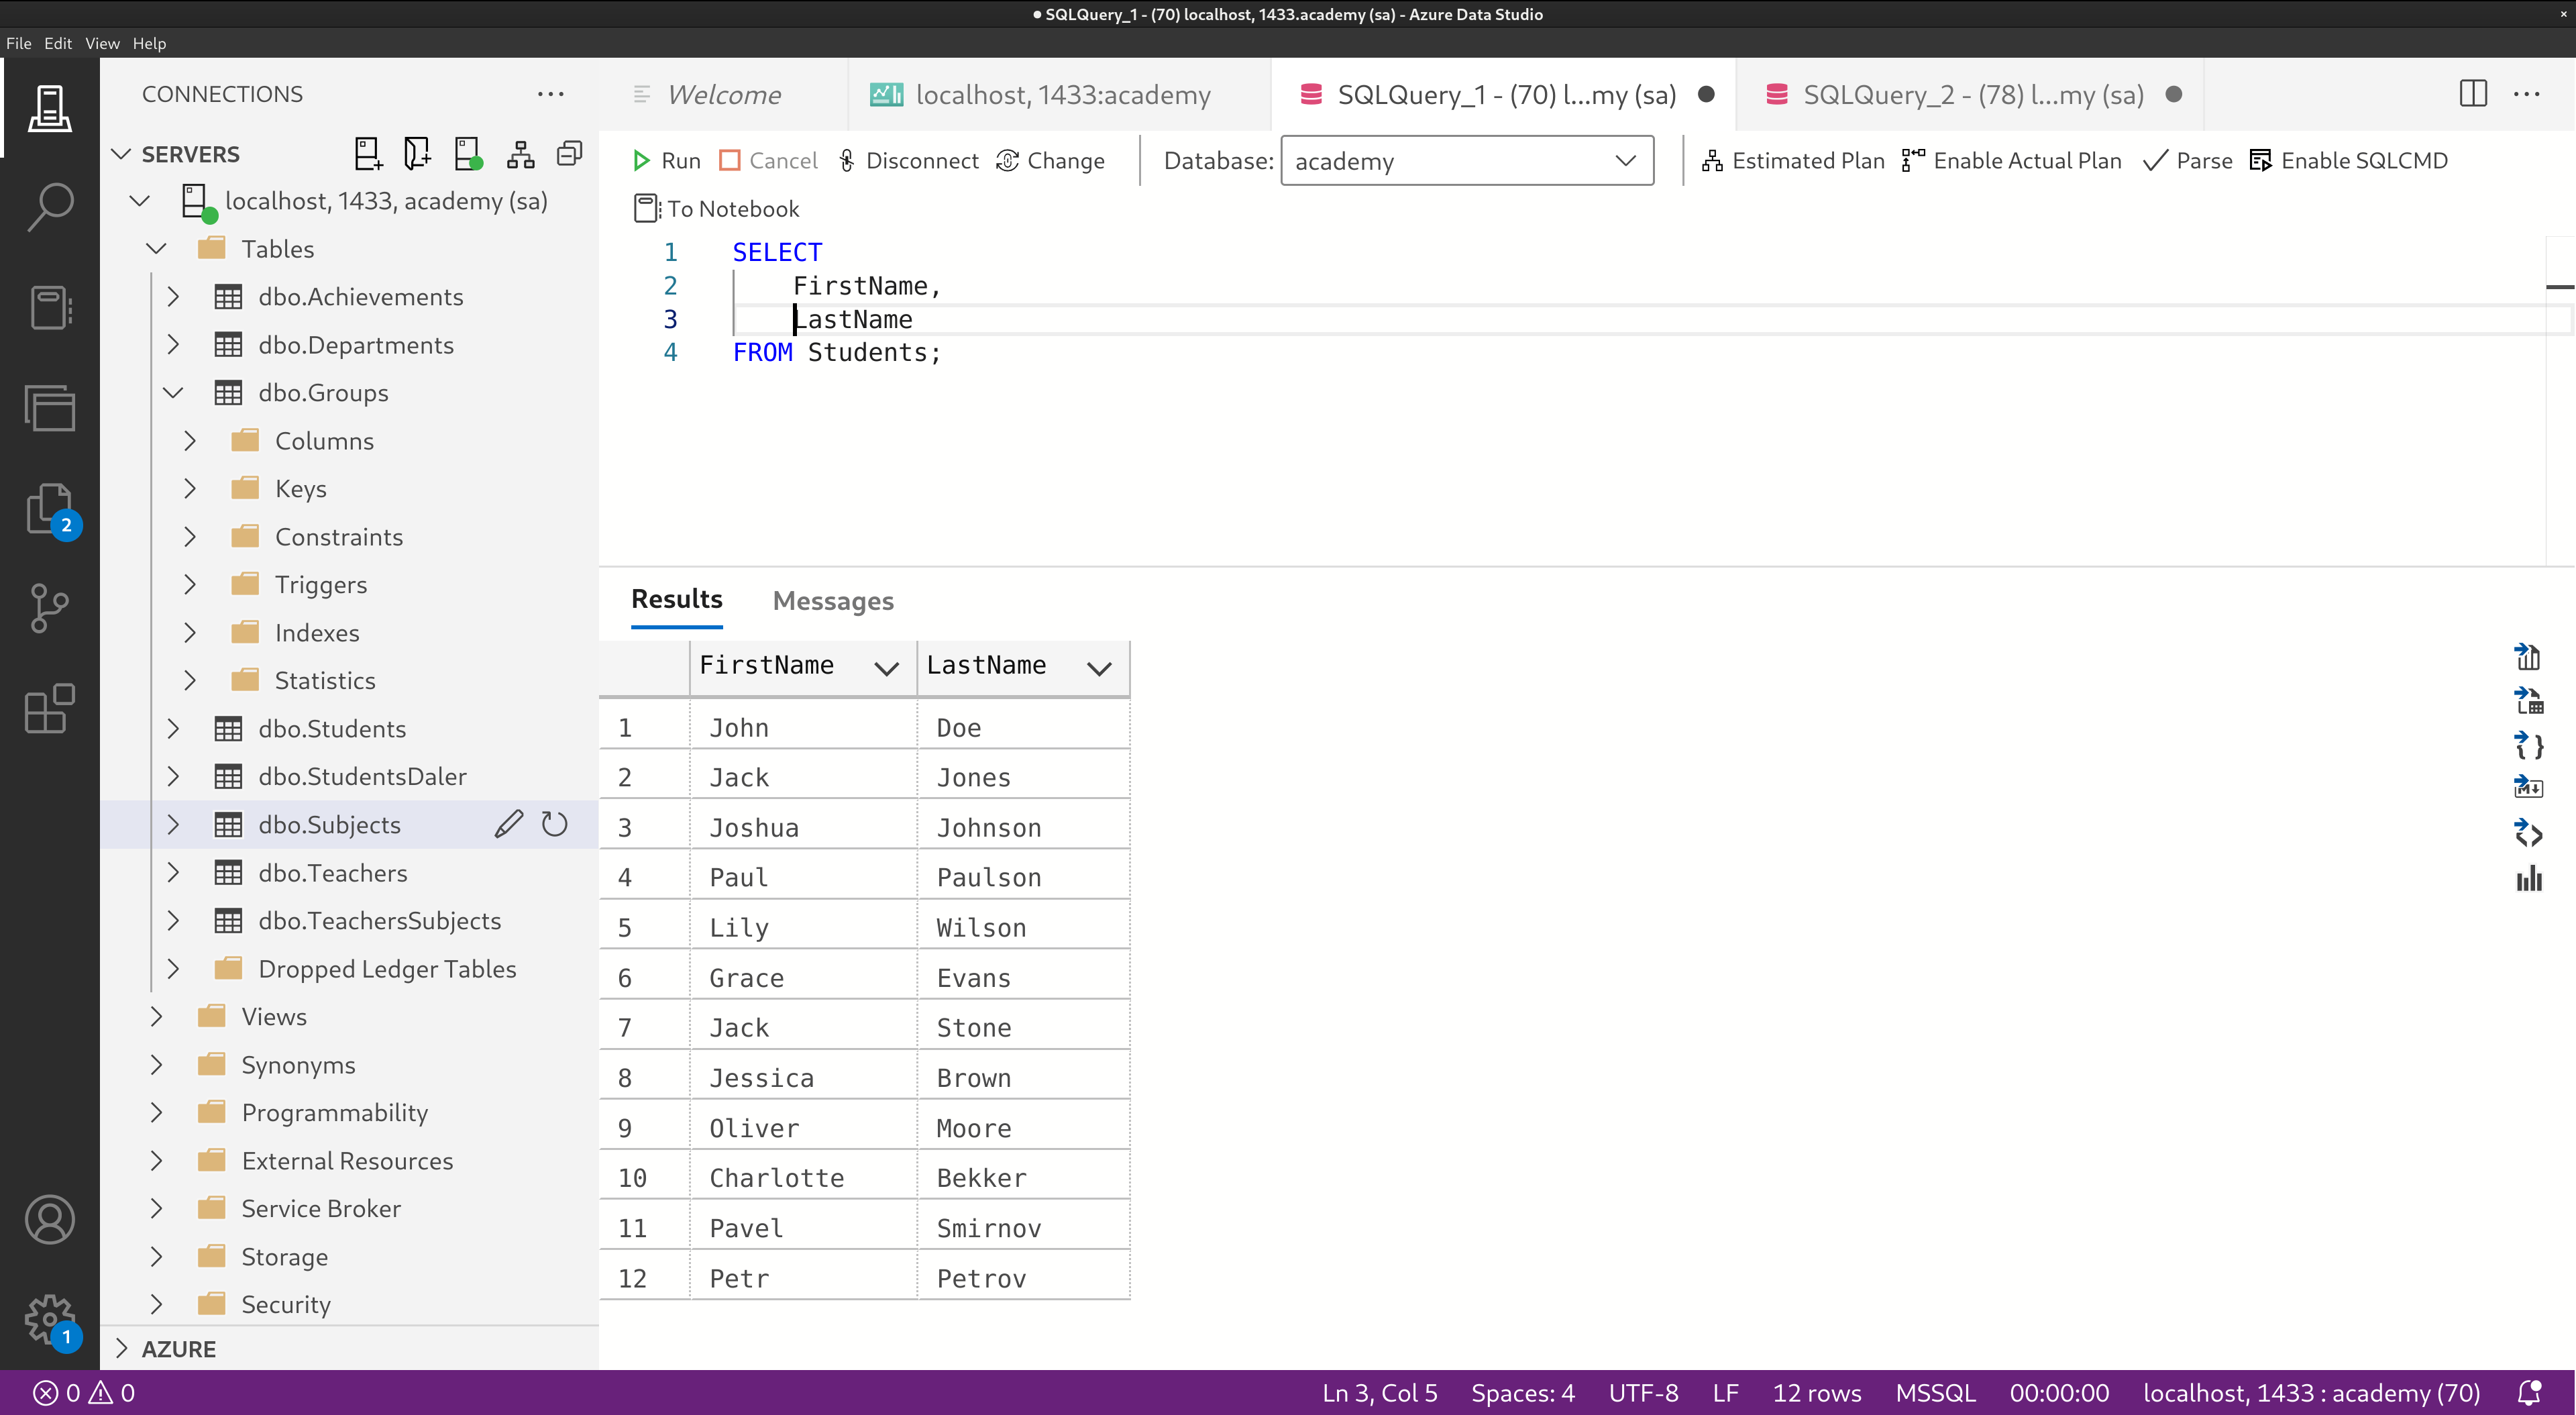 SQLQuery_1 - (70) localhost, 1433.academy (sa) - Azure Data Studio
File Edit View Help
CONNECTIONS
SERVERS
localhost, 1433, academy (sa)
Tables
dbo.Achievements
dbo.Departments
dbo.Groups
Columns
Keys
Constraints
Triggers
Indexes
Statistics
dbo.Students
dbo.StudentsDaler
dbo.Subjects
dbo.Teachers
dbo.TeachersSubjects
Dropped Ledger Tables
Views
Synonyms
Programmability
External Resources
Service Broker
Storage
Security
AZURE
2
1
Welcome
localhost, 1433:academy
SQLQuery_1 - (70) l...my (sa)
SQLQuery_2 - (78) l...my (sa)
Run Cancel Disconnect Change Database: academy Estimated Plan Enable Actual Plan Parse Enable SQLCMD
To Notebook
1 SELECT
2 FirstName,
3 LastName
4 FROM Students;
Results Messages
FirstName LastName
1 John Doe
2 Jack Jones
3 Joshua Johnson
4 Paul Paulson
5 Lily Wilson
6 Grace Evans
7 Jack Stone
8 Jessica Brown
9 Oliver Moore
10 Charlotte Bekker
11 Pavel Smirnov
12 Petr Petrov
0 0 Ln 3, Col 5 Spaces: 4 UTF-8 LF 12 rows MSSQL 00:00:00 localhost, 1433 : academy (70)